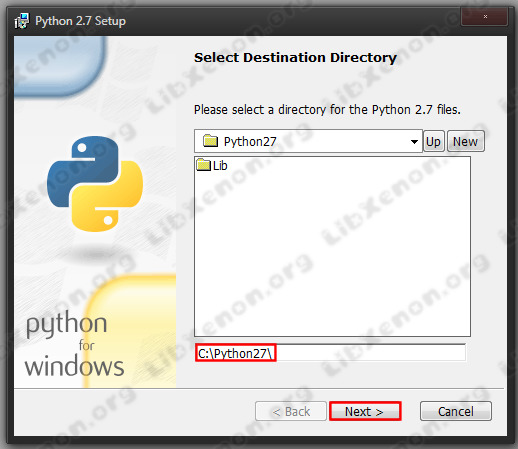 Python 2.7 Setup
Select Destination Directory
Please select a directory for the Python 2.7 files.
Python27
Up
New
Lib
python
for
windows
C:\Python27\
< Back
Next >
Cancel
LibXenon.org